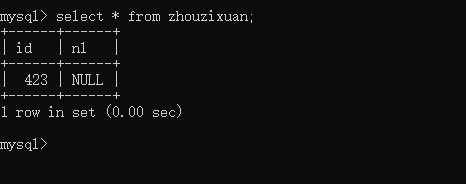 mysql> select * from zhouzixuan;
+------+------+
| id   | n1   |
+------+------+
|  423 | NULL |
+------+------+
1 row in set (0.00 sec)
mysql>